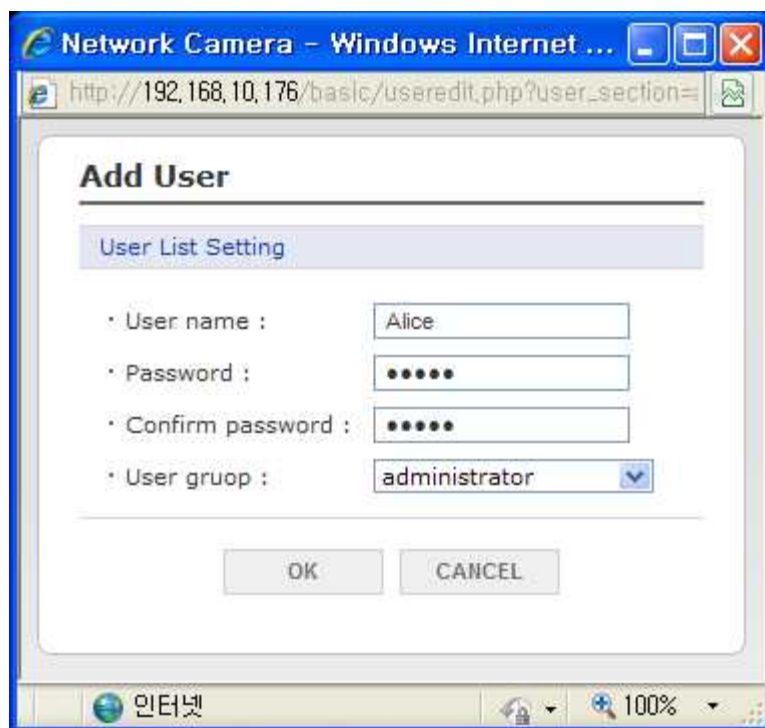 Network Camera - Windows Internet ...
http://192,168,10,176/basic/useredit,php?user_section=
Add User
User List Setting
· User name : Alice
· Password : •••••
· Confirm password : •••••
· User gruop : administrator
OK CANCEL
인터넷 100%